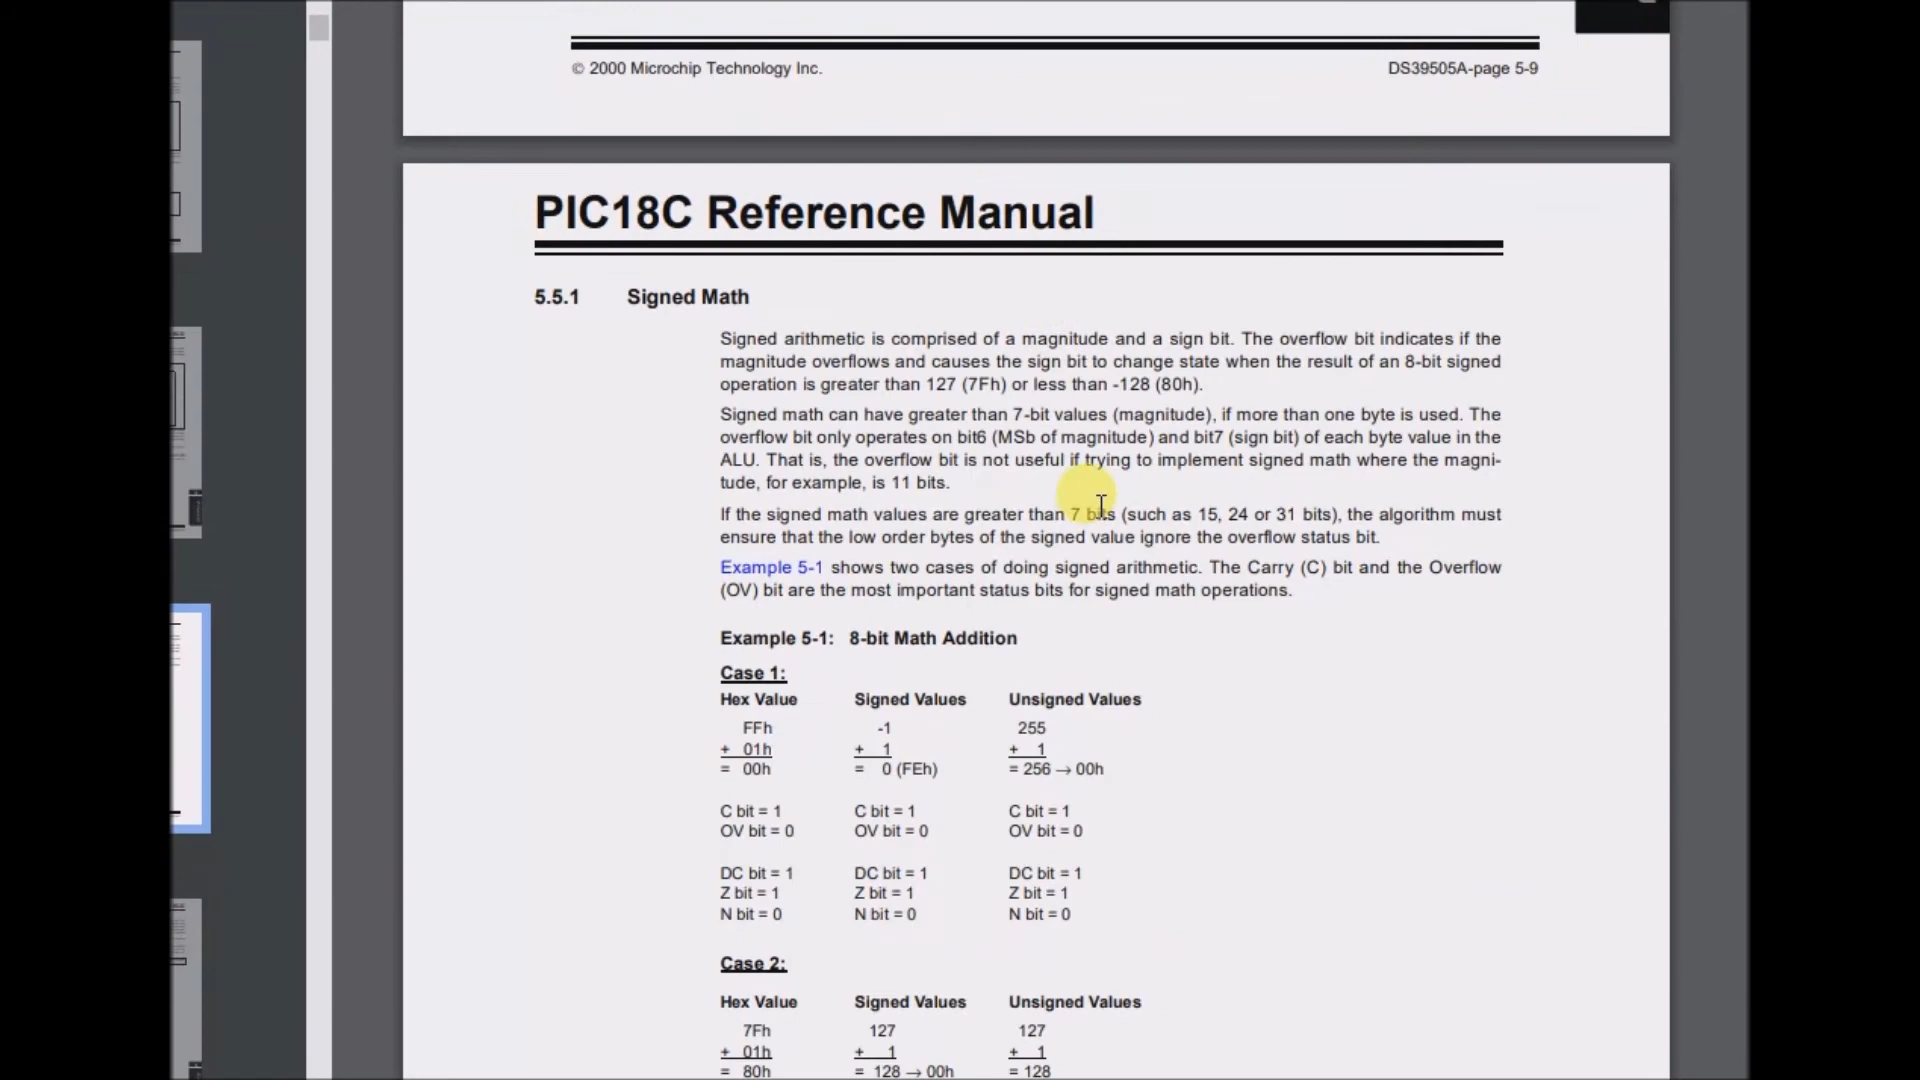 © 2000 Microchip Technology Inc. DS39505A-page 5-9
PIC18C Reference Manual
5.5.1 Signed Math
Signed arithmetic is comprised of a magnitude and a sign bit. The overflow bit indicates if the
magnitude overflows and causes the sign bit to change state when the result of an 8-bit signed
operation is greater than 127 (7Fh) or less than -128 (80h).
Signed math can have greater than 7-bit values (magnitude), if more than one byte is used. The
overflow bit only operates on bit6 (MSb of magnitude) and bit7 (sign bit) of each byte value in the
ALU. That is, the overflow bit is not useful if trying to implement signed math where the magni-
tude, for example, is 11 bits.
If the signed math values are greater than 7 bits (such as 15, 24 or 31 bits), the algorithm must
ensure that the low order bytes of the signed value ignore the overflow status bit.
Example 5-1 shows two cases of doing signed arithmetic. The Carry (C) bit and the Overflow
(OV) bit are the most important status bits for signed math operations.
Example 5-1: 8-bit Math Addition
Case 1:
Hex Value Signed Values Unsigned Values
FFh -1 255
+ 01h + 1 + 1
= 00h = 0 (FEh) = 256 → 00h
C bit = 1 C bit = 1 C bit = 1
OV bit = 0 OV bit = 0 OV bit = 0
DC bit = 1 DC bit = 1 DC bit = 1
Z bit = 1 Z bit = 1 Z bit = 1
N bit = 0 N bit = 0 N bit = 0
Case 2:
Hex Value Signed Values Unsigned Values
7Fh 127 127
+ 01h + 1 + 1
= 80h = 128 → 00h = 128